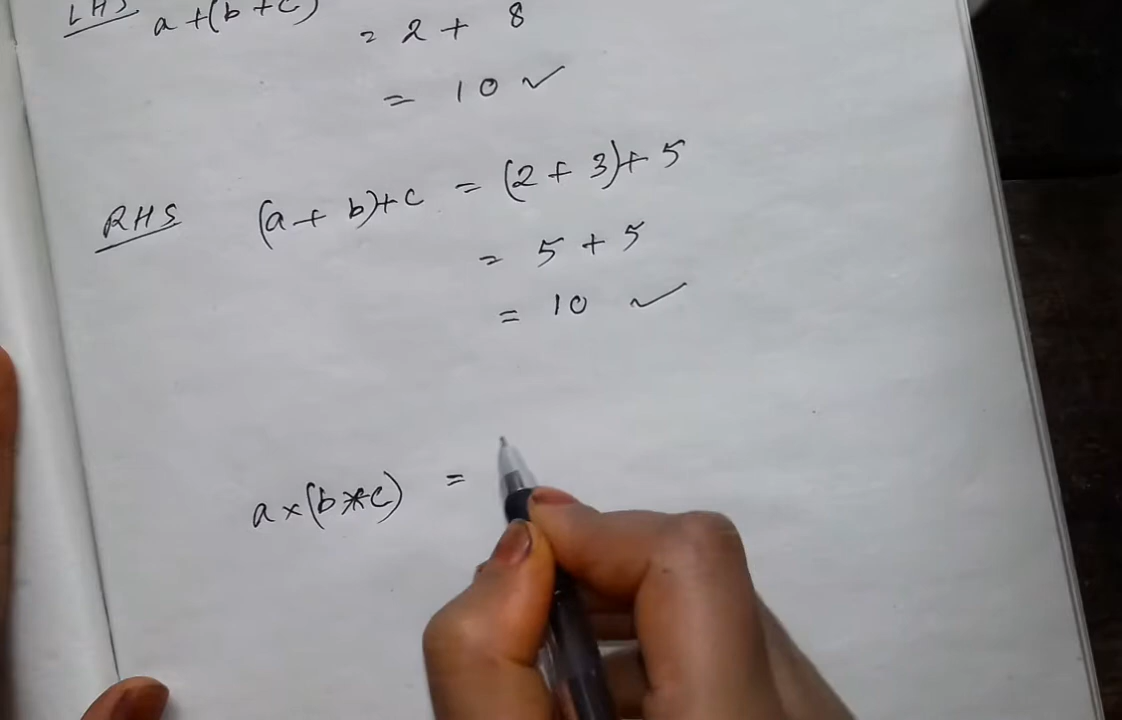 LHS a+(b+c) = 2 + 8
= 10 ✓
RHS (a + b)+c = (2 + 3)+ 5
= 5 + 5
= 10 ✓
a×(b×c) =